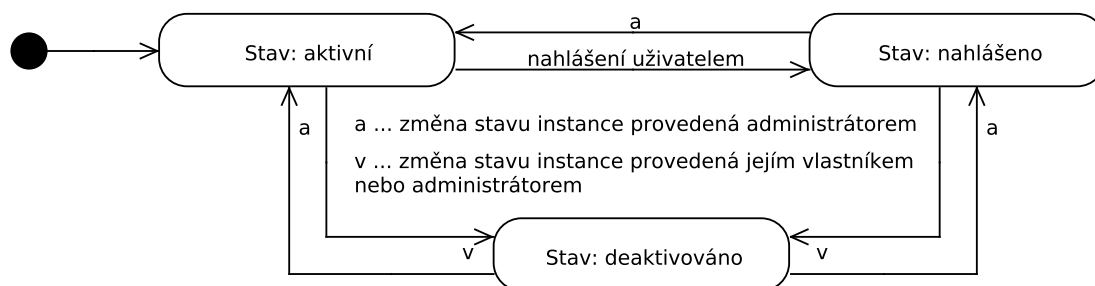 a
Stav: aktivní
Stav: nahlášeno
nahlášení uživatelem
a
a ... změna stavu instance provedená administrátorem
a
v ... změna stavu instance provedená jejím vlastníkem
nebo administrátorem
v
v
Stav: deaktivováno